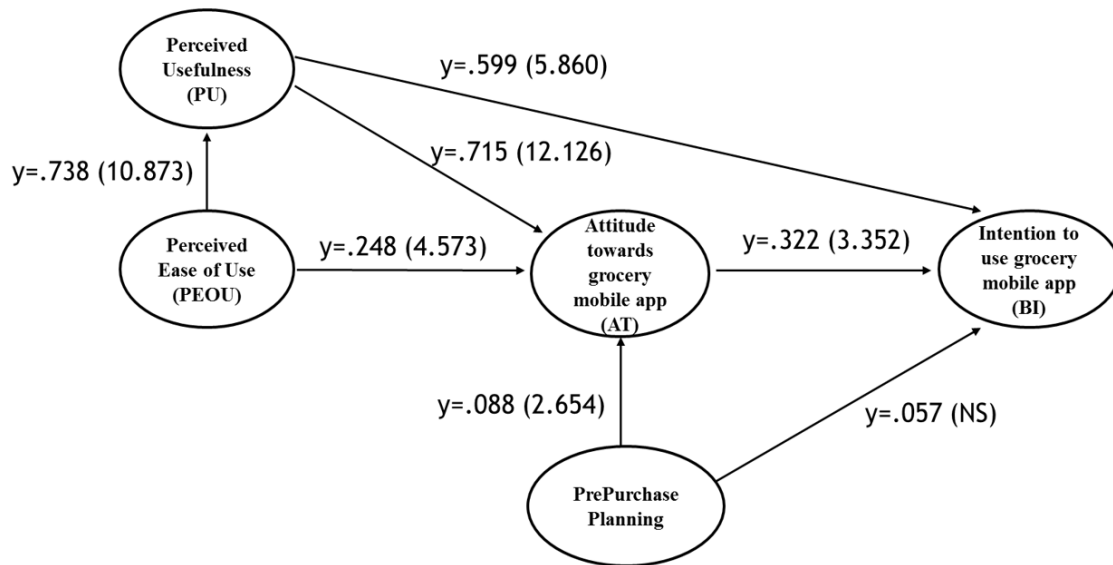 Perceived
Usefulness
(PU)
y=.599 (5.860)
y=.715 (12.126)
y=.738 (10.873)
Perceived
Ease of Use
(PEOU)
y=.248 (4.573)
Attitude
towards
grocery
mobile app
(AT)
y=.322 (3.352)
Intention to
use grocery
mobile app
(BI)
y=.088 (2.654)
y=.057 (NS)
PrePurchase
Planning